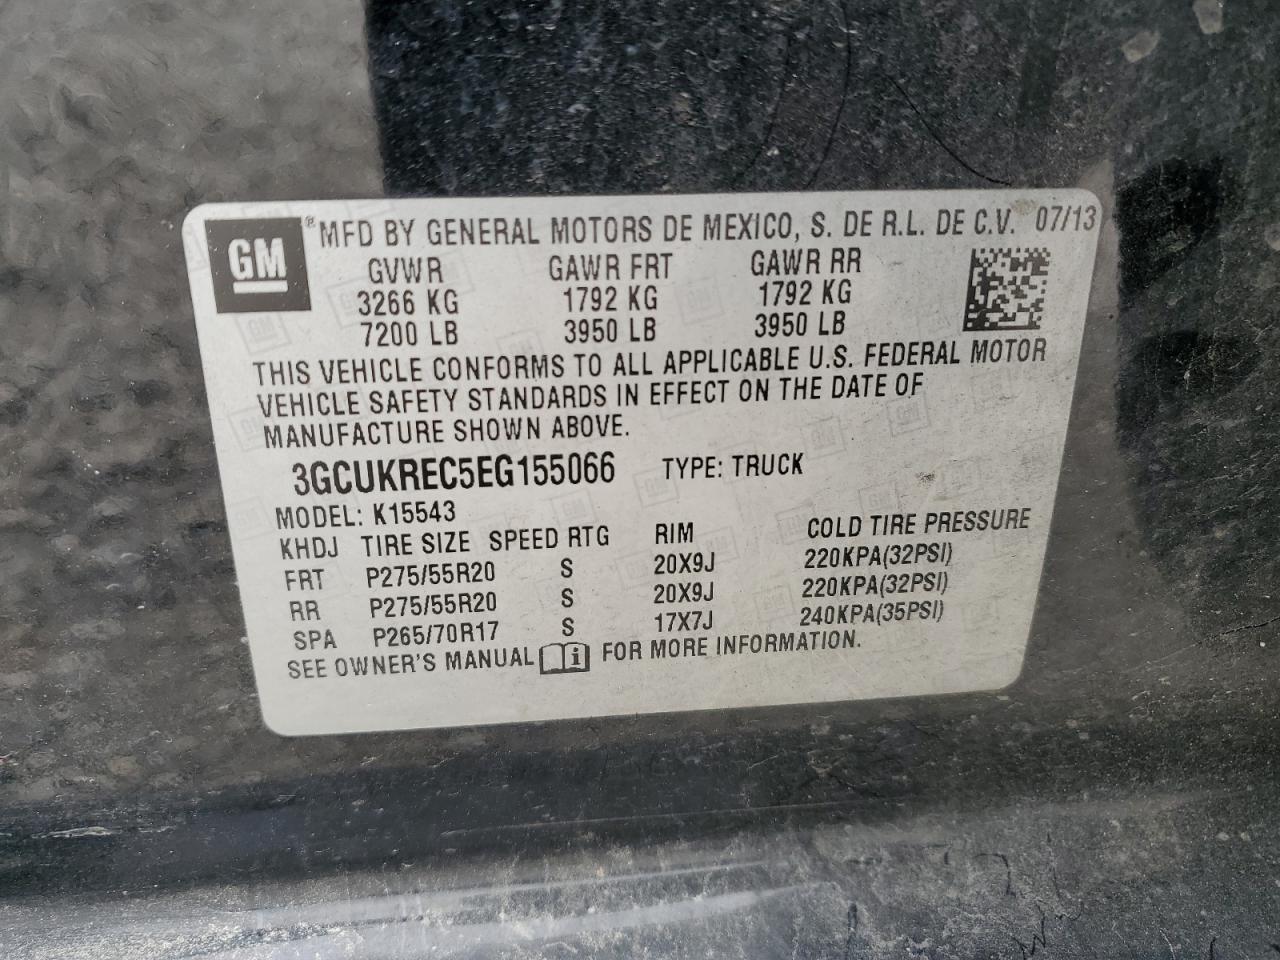 GM ® MFD BY GENERAL MOTORS DE MEXICO, S. DE R.L. DE C.V. 07/13
GVWR GAWR FRT GAWR RR
3266 KG 1792 KG 1792 KG
7200 LB 3950 LB 3950 LB
THIS VEHICLE CONFORMS TO ALL APPLICABLE U.S. FEDERAL MOTOR
VEHICLE SAFETY STANDARDS IN EFFECT ON THE DATE OF
MANUFACTURE SHOWN ABOVE.
3GCUKREC5EG155066 TYPE: TRUCK
MODEL: K15543
KHDJ TIRE SIZE SPEED RTG RIM COLD TIRE PRESSURE
FRT P275/55R20 S 20X9J 220KPA(32PSI)
RR P275/55R20 S 20X9J 220KPA(32PSI)
SPA P265/70R17 S 17X7J 240KPA(35PSI)
SEE OWNER'S MANUAL i FOR MORE INFORMATION.